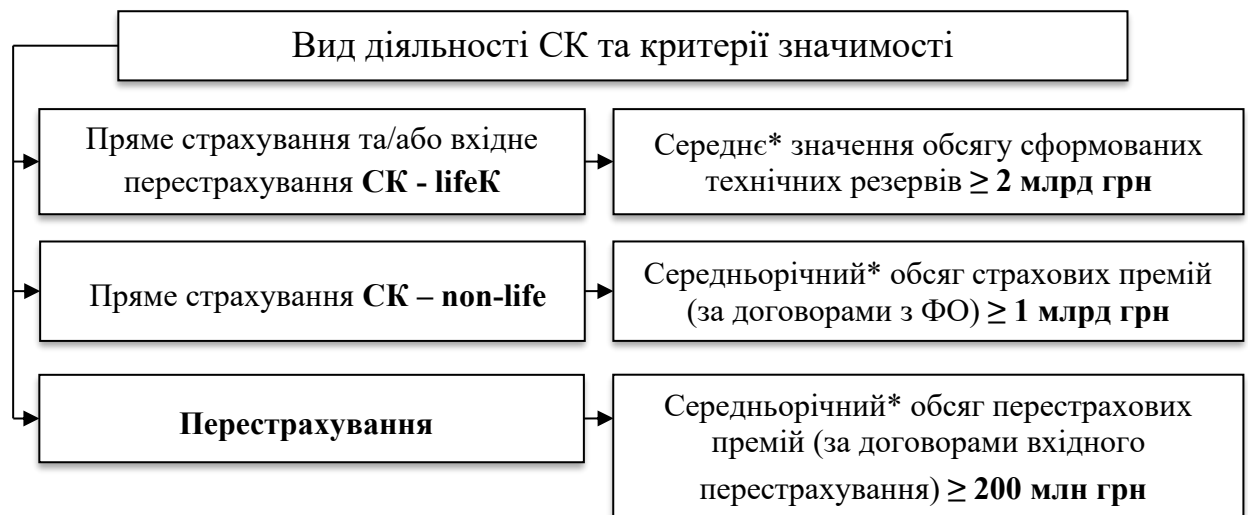 Вид діяльності СК та критерії значимості
Пряме страхування та/або вхідне
перестрахування СК - lifeК
Середнє* значення обсягу сформованих
технічних резервів ≥ 2 млрд грн
Пряме страхування СК – non-life
Середньорічний* обсяг страхових премій
(за договорами з ФО) ≥ 1 млрд грн
Перестрахування
Середньорічний* обсяг перестрахових
премій (за договорами вхідного
перестрахування) ≥ 200 млн грн